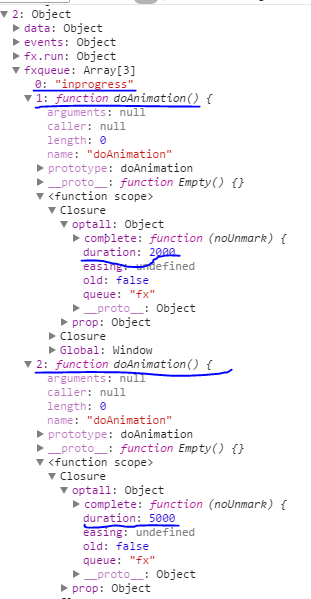 2: Object
data: Object
events: Object
fx.run: Object
fxqueue: Array[3]
0: "inprogress"
1: function doAnimation() {
arguments: null
caller: null
length: 0
name: "doAnimation"
prototype: doAnimation
__proto__: function Empty() {}
<function scope>
Closure
optall: Object
complete: function (noUnmark) {
duration: 2000
easing: undefined
old: false
queue: "fx"
__proto__: Object
prop: Object
Closure
Global: Window
2: function doAnimation() {
arguments: null
caller: null
length: 0
name: "doAnimation"
prototype: doAnimation
__proto__: function Empty() {}
<function scope>
Closure
optall: Object
complete: function (noUnmark) {
duration: 5000
easing: undefined
old: false
queue: "fx"
__proto__: Object
prop: Object